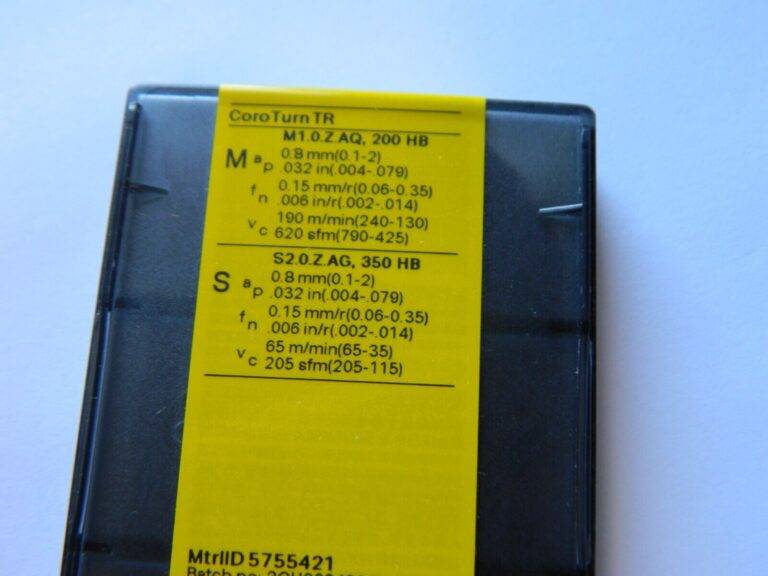 CoroTurn TR
M1.0.Z.AQ, 200 HB
M ap 0.8 mm(0.1-2)
.032 in(.004-.079)
fn 0.15 mm/r(0.06-0.35)
.006 in/r(.002-.014)
vc 190 m/min(240-130)
620 sfm(790-425)
S2.0.Z.AG, 350 HB
S ap 0.8 mm(0.1-2)
.032 in(.004-.079)
fn 0.15 mm/r(0.06-0.35)
.006 in/r(.002-.014)
vc 65 m/min(65-35)
205 sfm(205-115)
MtrlID 5755421
Batch no: